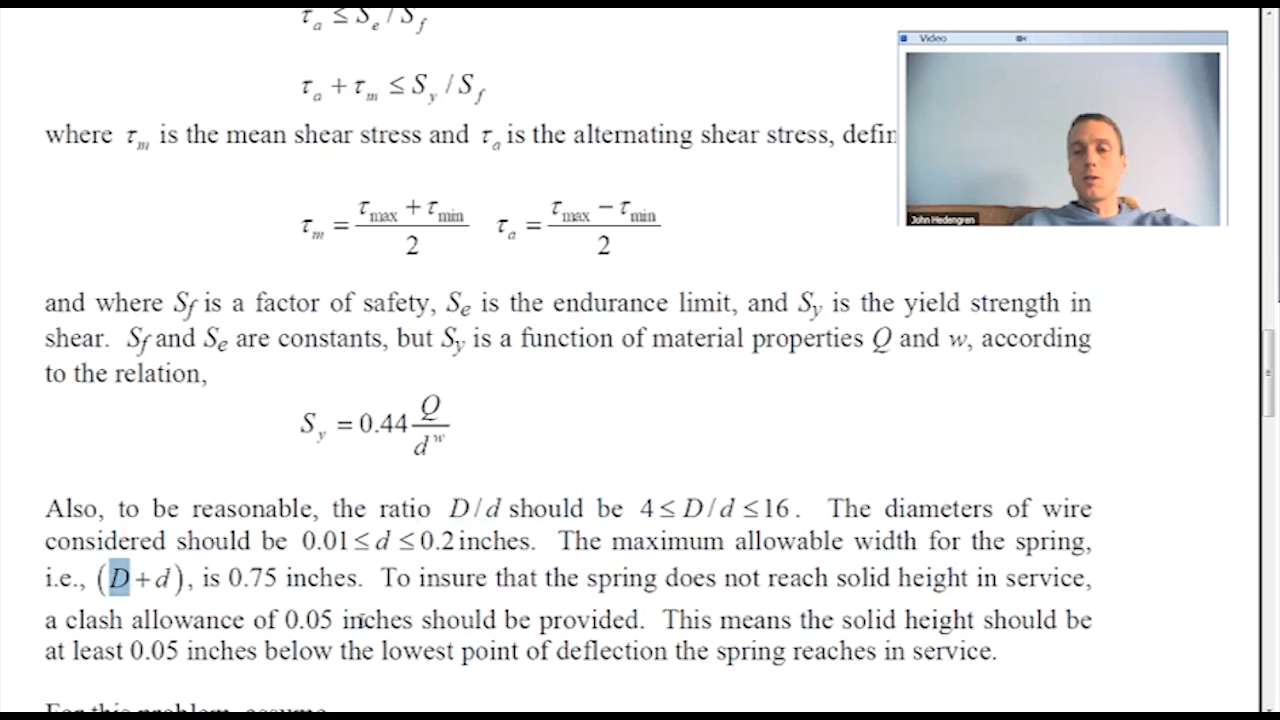 τa ≤ Se / Sf
Video
τa + τm ≤ Sy / Sf
where τm is the mean shear stress and τa is the alternating shear stress,
John Hedengren
τm = (τmax + τmin) / 2   τa = (τmax − τmin) / 2
and where Sf is a factor of safety, Se is the endurance limit, and Sy is the yield strength in
shear. Sf and Se are constants, but Sy is a function of material properties Q and w, according
to the relation,
Sy = 0.44 Q / d^w
Also, to be reasonable, the ratio D/d should be 4 ≤ D/d ≤ 16. The diameters of wire
considered should be 0.01 ≤ d ≤ 0.2 inches. The maximum allowable width for the spring,
i.e., (D + d), is 0.75 inches. To insure that the spring does not reach solid height in service,
a clash allowance of 0.05 inches should be provided. This means the solid height should be
at least 0.05 inches below the lowest point of deflection the spring reaches in service.
For this problem, assume